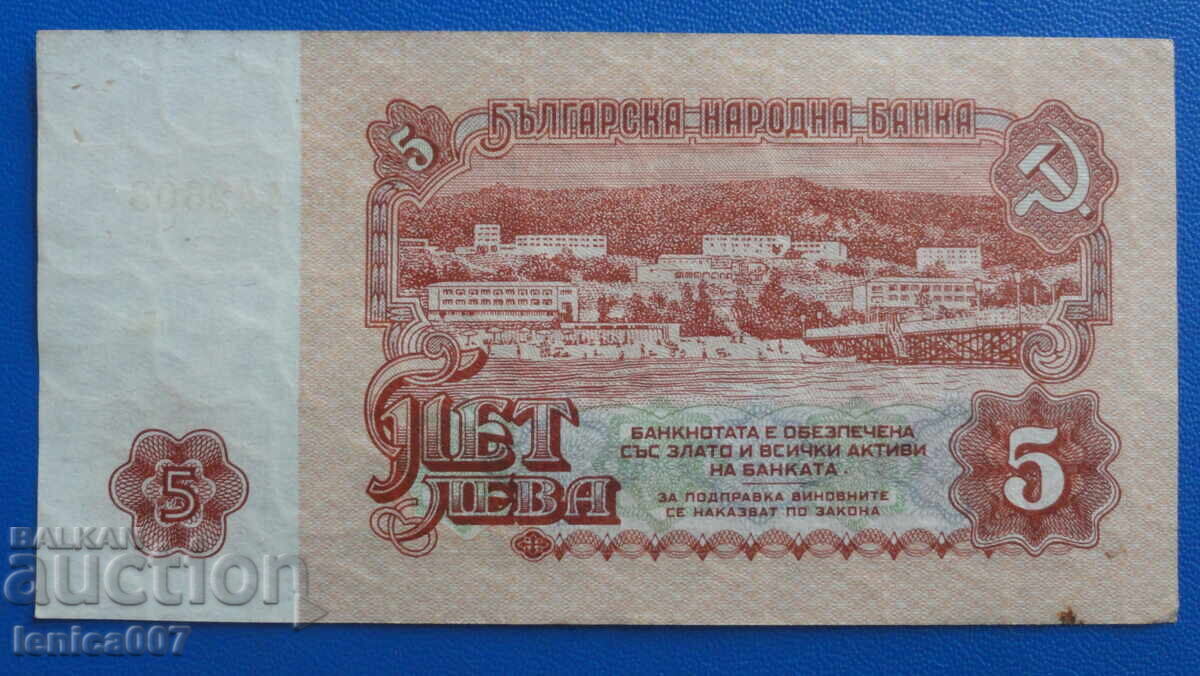 БЪЛГАРСКА НАРОДНА БАНКА
5
ПЕТ
ЛЕВА
БАНКНОТАТА Е ОБЕЗПЕЧЕНА
СЪС ЗЛАТО И ВСИЧКИ АКТИВИ
НА БАНКАТА.
ЗА ПОДПРАВКА ВИНОВНИТЕ
СЕ НАКАЗВАТ ПО ЗАКОНА
5
5
BALKAN
auction
lenica007